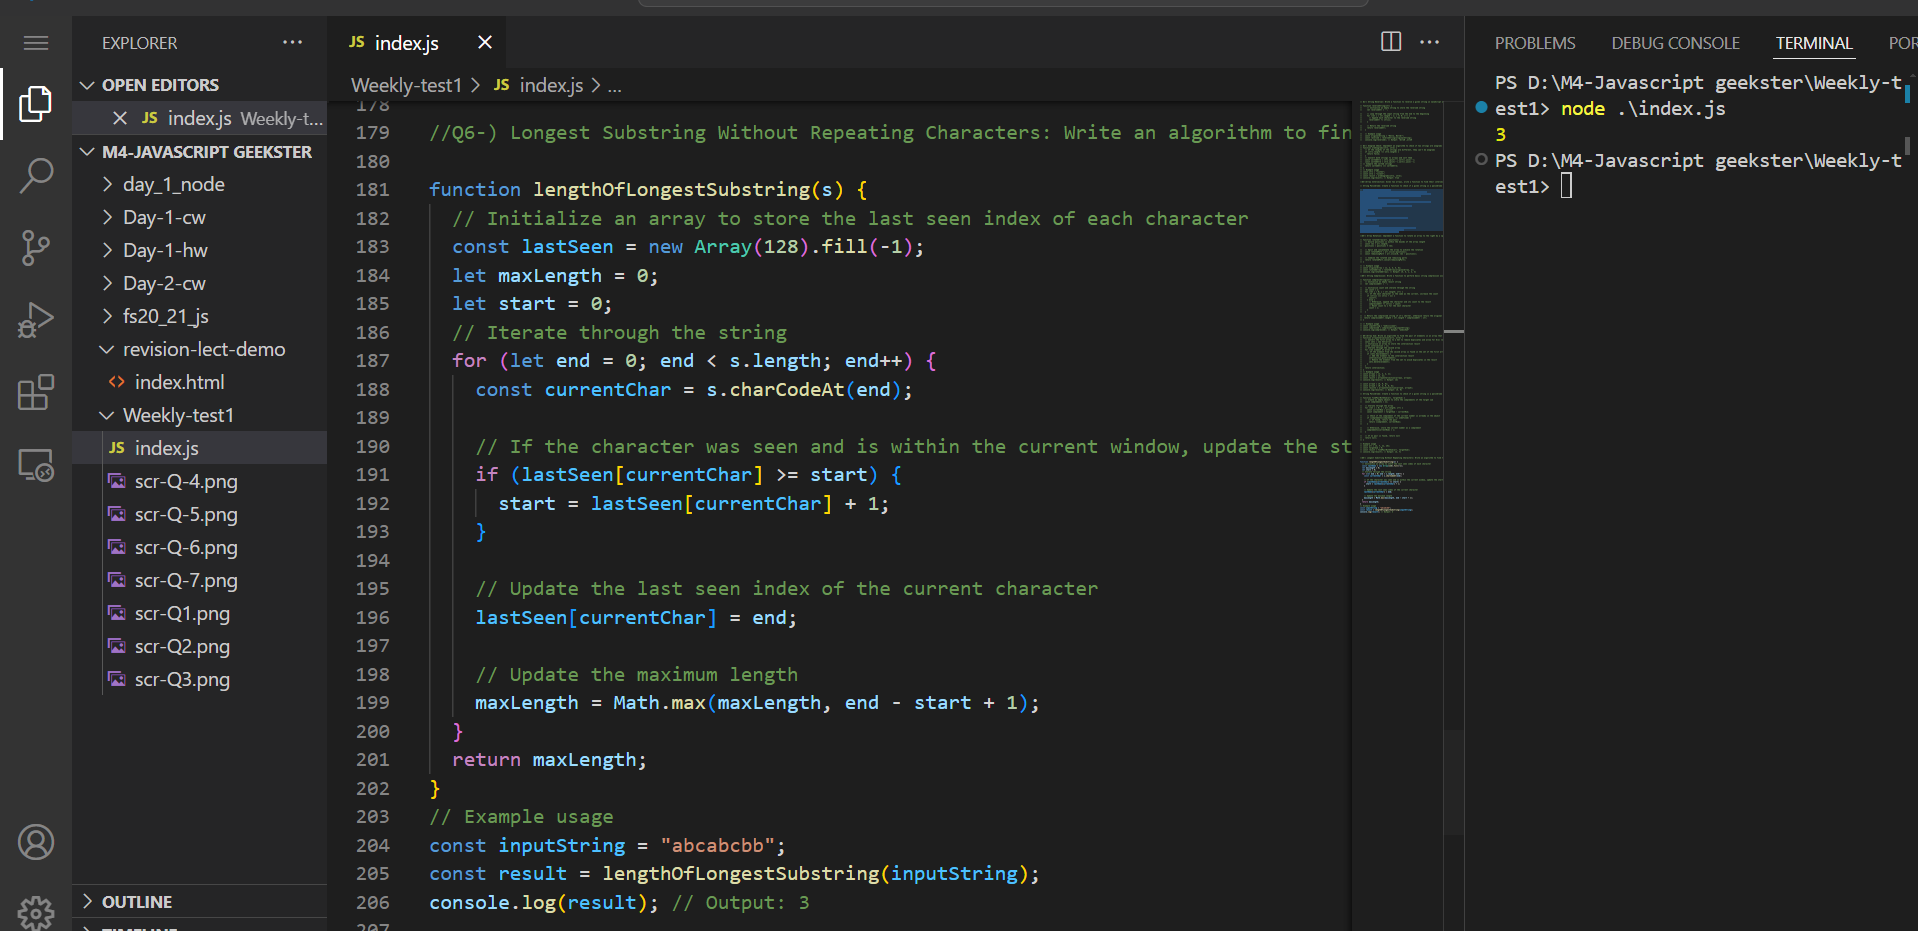 EXPLORER
OPEN EDITORS
JS index.js Weekly-t...
M4-JAVASCRIPT GEEKSTER
day_1_node
Day-1-cw
Day-1-hw
Day-2-cw
fs20_21_js
revision-lect-demo
index.html
Weekly-test1
JS index.js
scr-Q-4.png
scr-Q-5.png
scr-Q-6.png
scr-Q-7.png
scr-Q1.png
scr-Q2.png
scr-Q3.png
OUTLINE
TIMELINE
JS index.js
Weekly-test1 > JS index.js > ...
178
179 //Q6-) Longest Substring Without Repeating Characters: Write an algorithm to fin
180
181 function lengthOfLongestSubstring(s) {
182 // Initialize an array to store the last seen index of each character
183 const lastSeen = new Array(128).fill(-1);
184 let maxLength = 0;
185 let start = 0;
186 // Iterate through the string
187 for (let end = 0; end < s.length; end++) {
188 const currentChar = s.charCodeAt(end);
189
190 // If the character was seen and is within the current window, update the st
191 if (lastSeen[currentChar] >= start) {
192 start = lastSeen[currentChar] + 1;
193 }
194
195 // Update the last seen index of the current character
196 lastSeen[currentChar] = end;
197
198 // Update the maximum length
199 maxLength = Math.max(maxLength, end - start + 1);
200 }
201 return maxLength;
202 }
203 // Example usage
204 const inputString = "abcabcbb";
205 const result = lengthOfLongestSubstring(inputString);
206 console.log(result); // Output: 3
207
PROBLEMS DEBUG CONSOLE TERMINAL POR
PS D:\M4-Javascript geekster\Weekly-t
est1> node .\index.js
3
PS D:\M4-Javascript geekster\Weekly-t
est1>